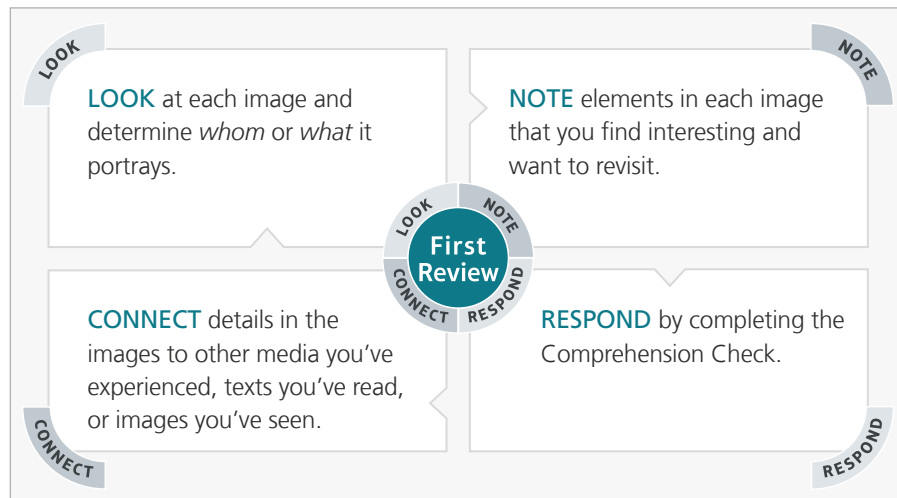 LOOK
NOTE
LOOK at each image and
determine whom or what it
portrays.
NOTE elements in each image
that you find interesting and
want to revisit.
LOOK
NOTE
First
Review
CONNECT
RESPOND
CONNECT details in the
images to other media you’ve
experienced, texts you’ve read,
or images you’ve seen.
RESPOND by completing the
Comprehension Check.
CONNECT
RESPOND